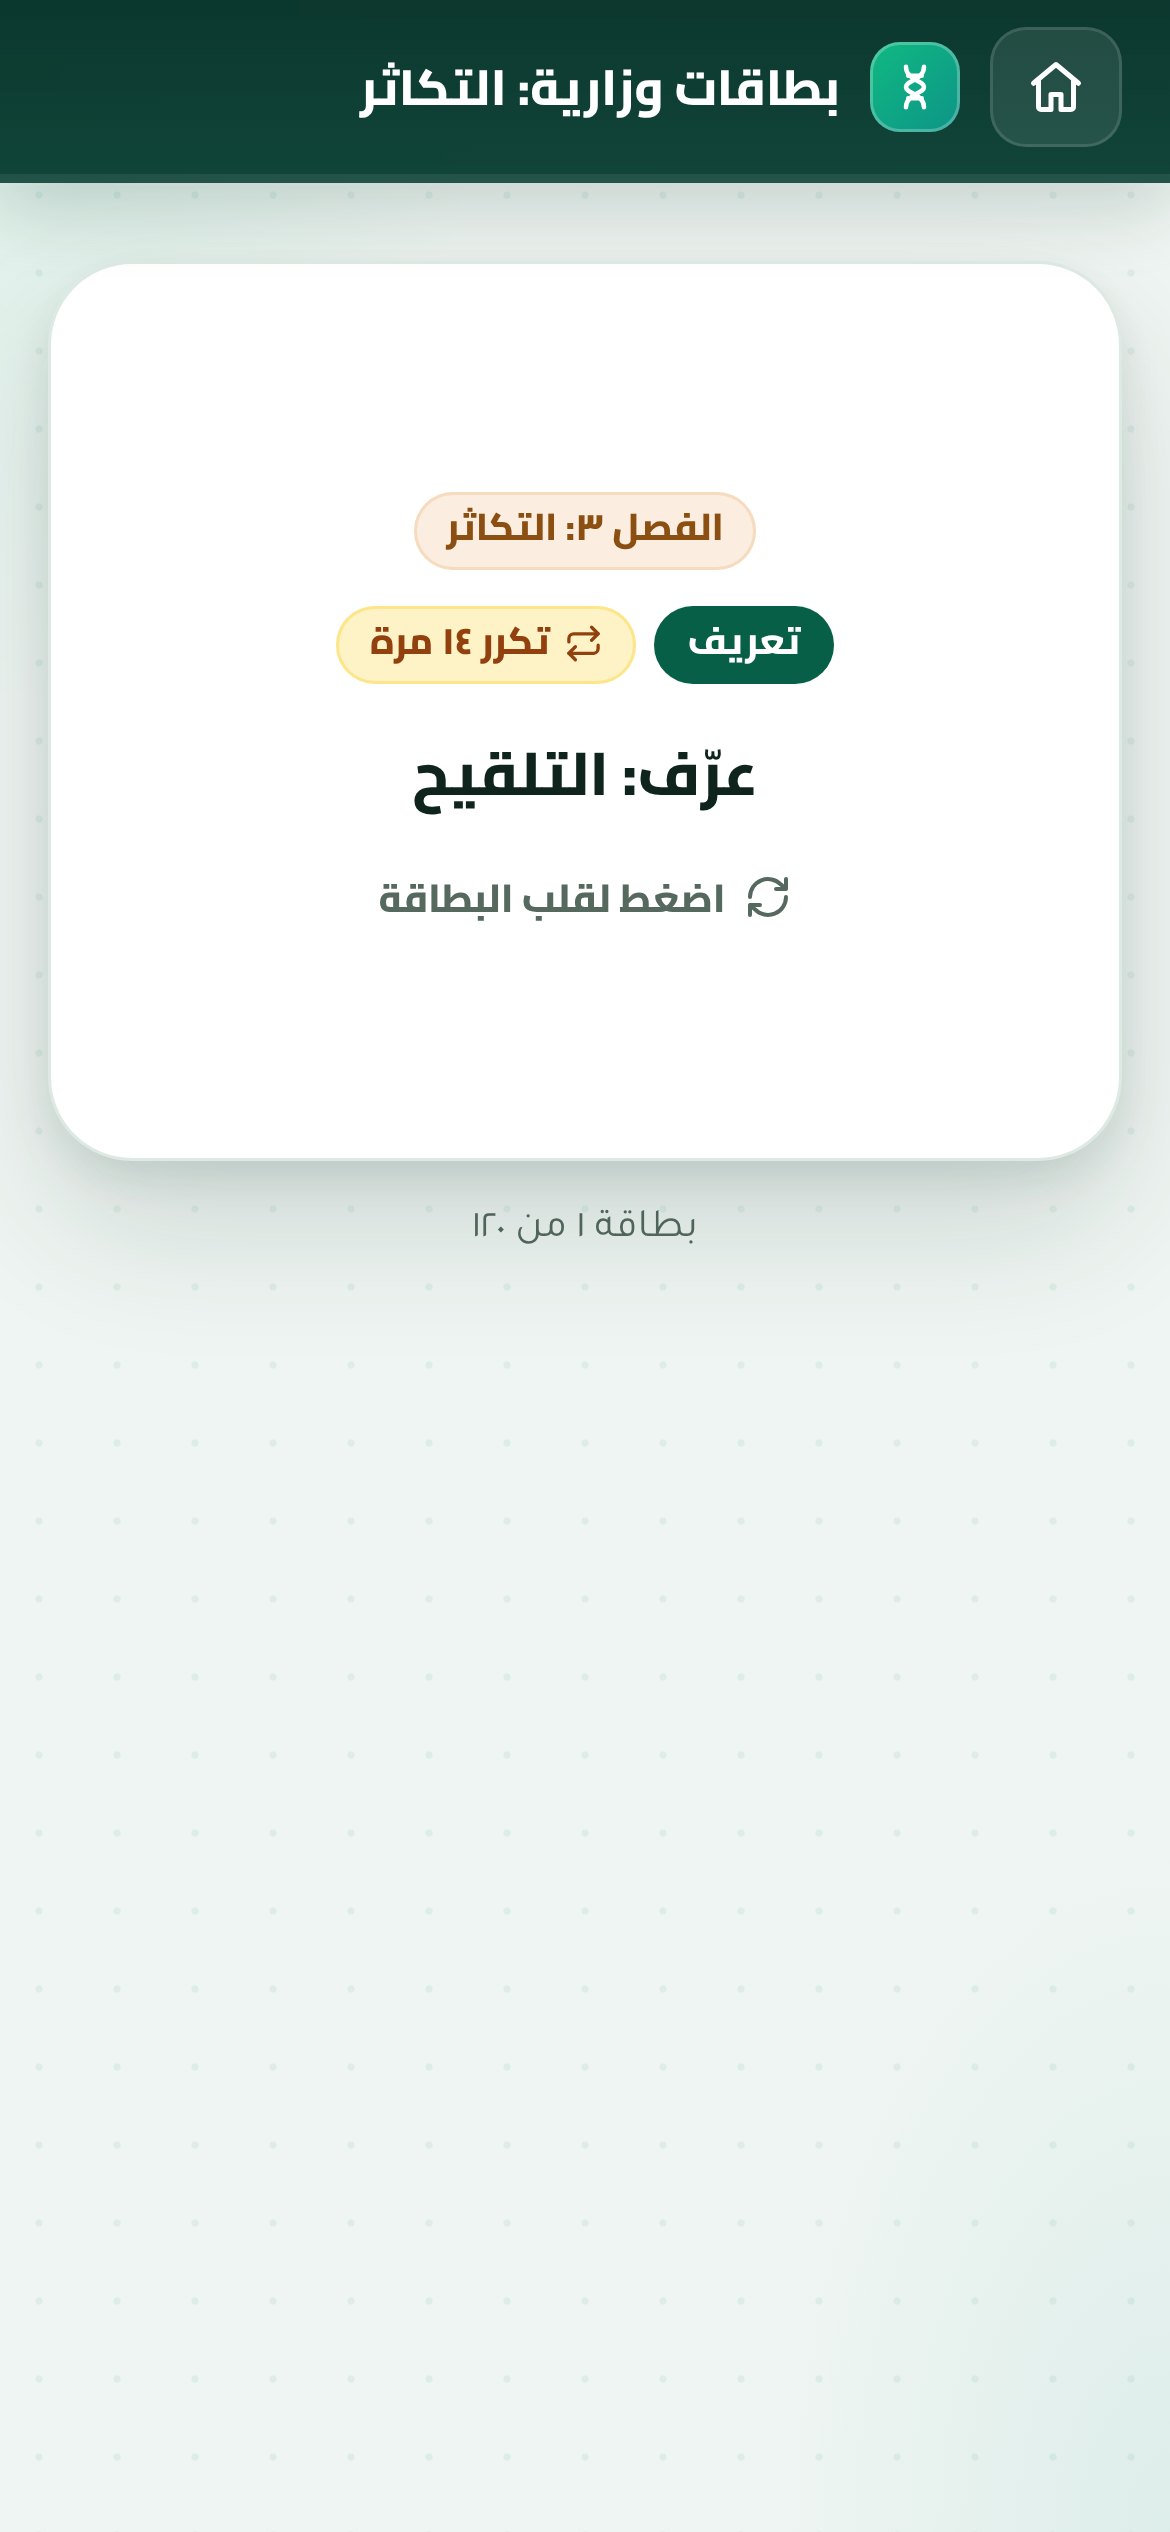 بطاقات وزارية: التكاثر
الفصل ٣: التكاثر
تعريف
تكرر ١٤ مرة
عرّف: التلقيح
اضغط لقلب البطاقة
بطاقة ١ من ١٢٠